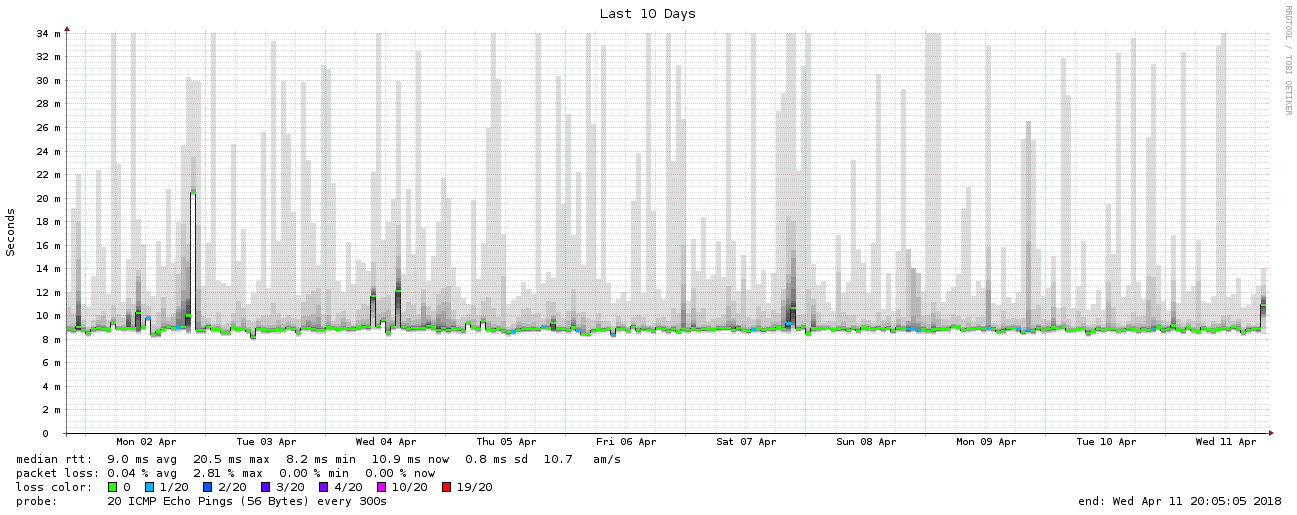 Last 10 Days
RRDTOOL / TOBI OETIKER
Seconds
34 m
32 m
30 m
28 m
26 m
24 m
22 m
20 m
18 m
16 m
14 m
12 m
10 m
8 m
6 m
4 m
2 m
0
Mon 02 Apr Tue 03 Apr Wed 04 Apr Thu 05 Apr Fri 06 Apr Sat 07 Apr Sun 08 Apr Mon 09 Apr Tue 10 Apr Wed 11 Apr
median rtt: 9.0 ms avg 20.5 ms max 8.2 ms min 10.9 ms now 0.8 ms sd 10.7 am/s
packet loss: 0.04 % avg 2.81 % max 0.00 % min 0.00 % now
loss color: 0 1/20 2/20 3/20 4/20 10/20 19/20
probe: 20 ICMP Echo Pings (56 Bytes) every 300s end: Wed Apr 11 20:05:05 2018